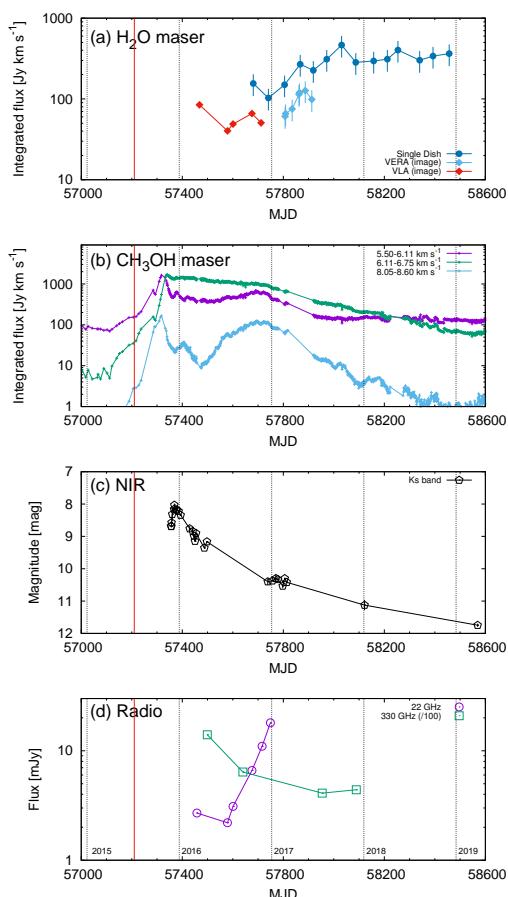 (a) H₂O maser
Integrated flux [Jy km s⁻¹]
1000
100
10
Single Dish
VERA (image)
VLA (image)
57000 57400 57800 58200 58600
MJD
(b) CH₃OH maser
Integrated flux [Jy km s⁻¹]
1000
100
10
1
5.50-6.11 km s⁻¹
6.11-6.75 km s⁻¹
8.05-8.60 km s⁻¹
57000 57400 57800 58200 58600
MJD
(c) NIR
Magnitude [mag]
7
8
9
10
11
12
Ks band
57000 57400 57800 58200 58600
MJD
(d) Radio
Flux [mJy]
10
1
22 GHz
330 GHz (/100)
2015 2016 2017 2018 2019
57000 57400 57800 58200 58600
MJD